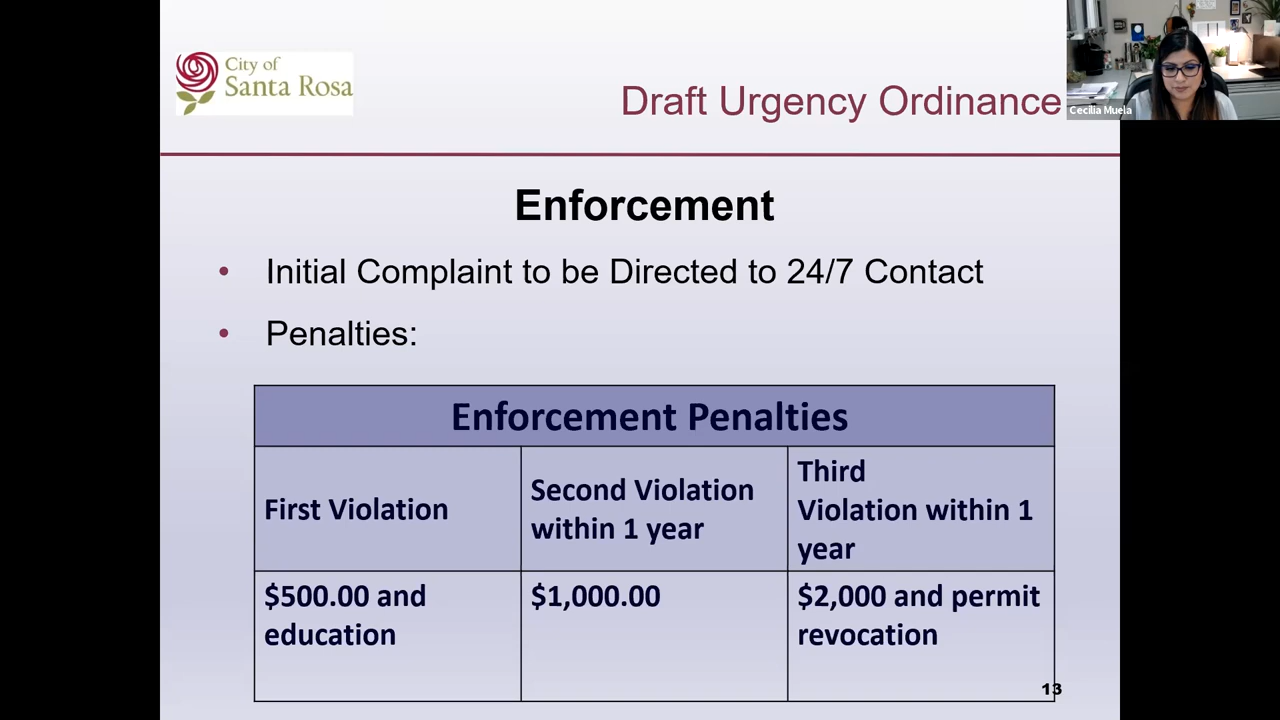 City of
Santa Rosa
Draft Urgency Ordinance
Cecilia Muela
Enforcement
• Initial Complaint to be Directed to 24/7 Contact
• Penalties:
Enforcement Penalties
First Violation
Second Violation
within 1 year
Third
Violation within 1
year
$500.00 and
education
$1,000.00
$2,000 and permit
revocation
13